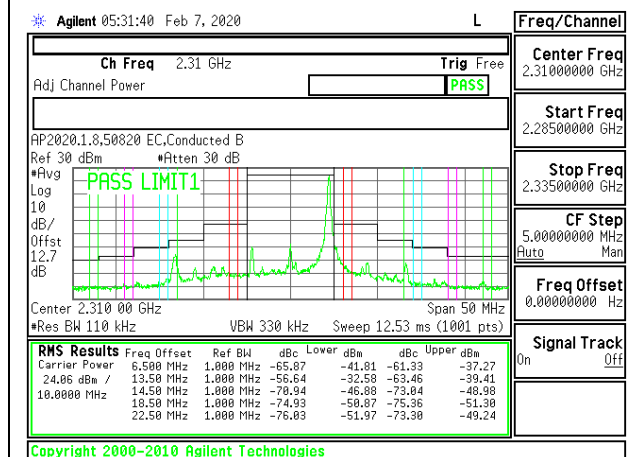 Agilent 05:31:40 Feb 7, 2020 L
Freq/Channel
Ch Freq 2.31 GHz Trig Free
Adj Channel Power PASS
Center Freq
2.31000000 GHz
Start Freq
2.28500000 GHz
Stop Freq
2.33500000 GHz
CF Step
5.00000000 MHz
Auto Man
Freq Offset
0.00000000 Hz
Signal Track
On Off
AP2020.1.8,50820 EC,Conducted B
Ref 30 dBm #Atten 30 dB
#Avg
Log
10
dB/
Offst
12.7
dB
PASS LIMIT1
Center 2.310 00 GHz Span 50 MHz
#Res BW 110 kHz VBW 330 kHz Sweep 12.53 ms (1001 pts)
RMS Results Freq Offset Ref BW dBc Lower dBm dBc Upper dBm
Carrier Power 6.500 MHz 1.000 MHz -65.87 -41.81 -61.33 -37.27
24.06 dBm / 13.50 MHz 1.000 MHz -56.64 -32.58 -63.46 -39.41
10.0000 MHz 14.50 MHz 1.000 MHz -70.94 -46.88 -73.04 -48.98
18.50 MHz 1.000 MHz -74.93 -50.87 -75.36 -51.30
22.50 MHz 1.000 MHz -76.03 -51.97 -73.30 -49.24
Copyright 2000-2010 Agilent Technologies